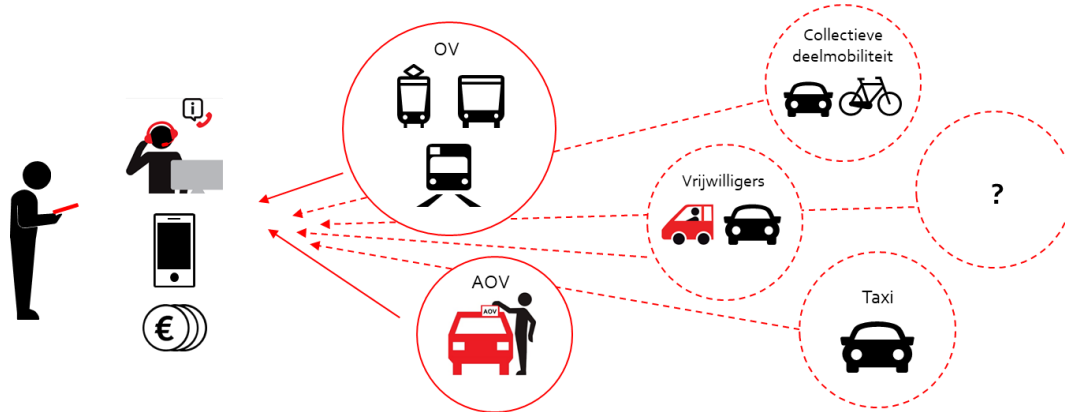 OV
Collectieve
deelmobiliteit
i
Vrijwilligers
?
€
AOV
AOV
Taxi